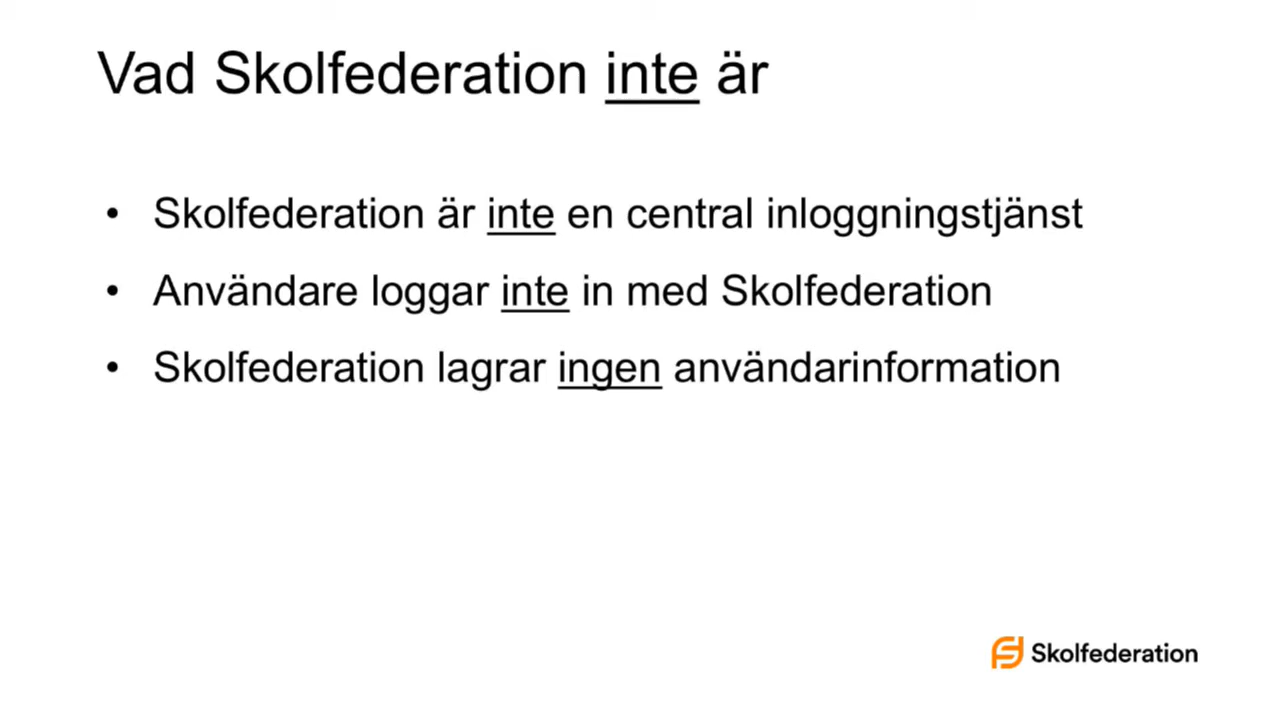 Vad Skolfederation inte är
• Skolfederation är inte en central inloggningstjänst
• Användare loggar inte in med Skolfederation
• Skolfederation lagrar ingen användarinformation
Skolfederation